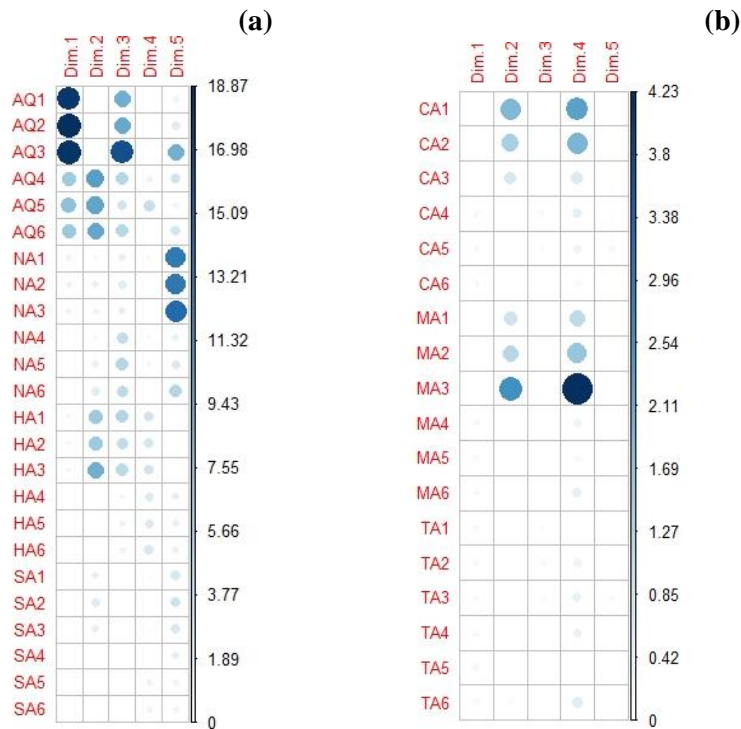 (a)
(b)
Dim.1 Dim.2 Dim.3 Dim.4 Dim.5
AQ1
AQ2
AQ3
AQ4
AQ5
AQ6
NA1
NA2
NA3
NA4
NA5
NA6
HA1
HA2
HA3
HA4
HA5
HA6
SA1
SA2
SA3
SA4
SA5
SA6
18.87
16.98
15.09
13.21
11.32
9.43
7.55
5.66
3.77
1.89
0
Dim.1 Dim.2 Dim.3 Dim.4 Dim.5
CA1
CA2
CA3
CA4
CA5
CA6
MA1
MA2
MA3
MA4
MA5
MA6
TA1
TA2
TA3
TA4
TA5
TA6
4.23
3.8
3.38
2.96
2.54
2.11
1.69
1.27
0.85
0.42
0